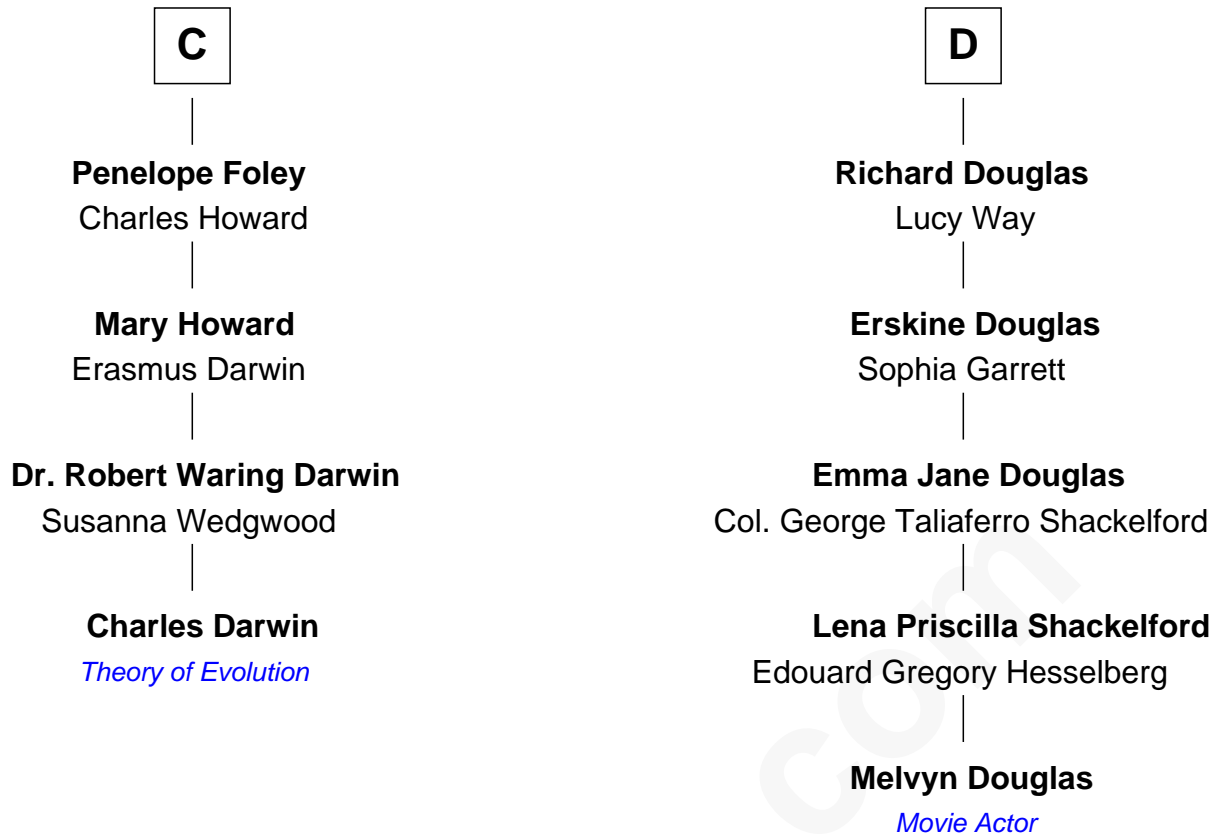 C
Penelope Foley
Charles Howard
Mary Howard
Erasmus Darwin
Dr. Robert Waring Darwin
Susanna Wedgwood
Charles Darwin
Theory of Evolution
D
Richard Douglas
Lucy Way
Erskine Douglas
Sophia Garrett
Emma Jane Douglas
Col. George Taliaferro Shackelford
Lena Priscilla Shackelford
Edouard Gregory Hesselberg
Melvyn Douglas
Movie Actor
com